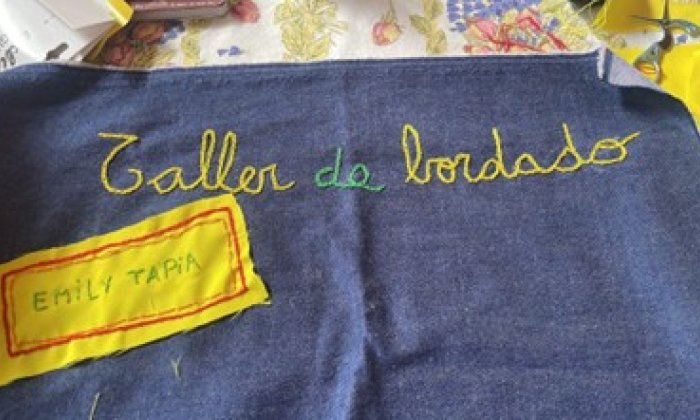 Taller de bordado
EMILY TAPIA